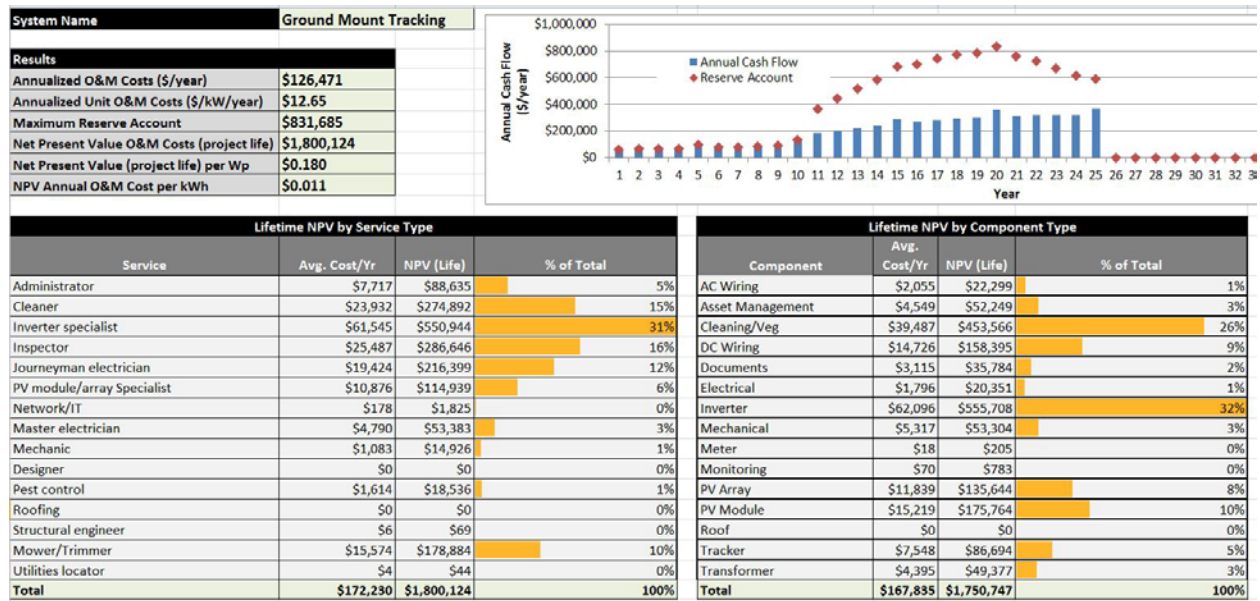 System Name Ground Mount Tracking
Results
Annualized O&M Costs ($/year) $126,471
Annualized Unit O&M Costs ($/kW/year) $12.65
Maximum Reserve Account $831,685
Net Present Value O&M Costs (project life) $1,800,124
Net Present Value (project life) per Wp $0.180
NPV Annual O&M Cost per kWh $0.011
Annual Cash Flow
($/year)
$1,000,000
$800,000
$600,000
$400,000
$200,000
$0
Annual Cash Flow
Reserve Account
1 2 3 4 5 6 7 8 9 10 11 12 13 14 15 16 17 18 19 20 21 22 23 24 25 26 27 28 29 30 31 32
Year
Lifetime NPV by Service Type
Service Avg. Cost/Yr NPV (Life) % of Total
Administrator $7,717 $88,635 5%
Cleaner $23,932 $274,892 15%
Inverter specialist $61,545 $550,944 31%
Inspector $25,487 $286,646 16%
Journeyman electrician $19,424 $216,399 12%
PV module/array Specialist $10,876 $114,939 6%
Network/IT $178 $1,825 0%
Master electrician $4,790 $53,383 3%
Mechanic $1,083 $14,926 1%
Designer $0 $0 0%
Pest control $1,614 $18,536 1%
Roofing $0 $0 0%
Structural engineer $6 $69 0%
Mower/Trimmer $15,574 $178,884 10%
Utilities locator $4 $44 0%
Total $172,230 $1,800,124 100%
Lifetime NPV by Component Type
Component Avg. Cost/Yr NPV (Life) % of Total
AC Wiring $2,055 $22,299 1%
Asset Management $4,549 $52,249 3%
Cleaning/Veg $39,487 $453,566 26%
DC Wiring $14,726 $158,395 9%
Documents $3,115 $35,784 2%
Electrical $1,796 $20,351 1%
Inverter $62,096 $555,708 32%
Mechanical $5,317 $53,304 3%
Meter $18 $205 0%
Monitoring $70 $783 0%
PV Array $11,839 $135,644 8%
PV Module $15,219 $175,764 10%
Roof $0 $0 0%
Tracker $7,548 $86,694 5%
Transformer $4,395 $49,377 3%
Total $167,835 $1,750,747 100%